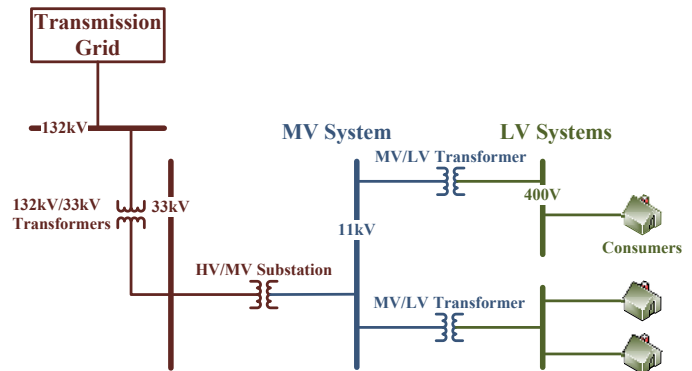 Transmission
Grid
132kV
MV System
LV Systems
MV/LV Transformer
132kV/33kV
Transformers
33kV
400V
11kV
Consumers
HV/MV Substation
MV/LV Transformer